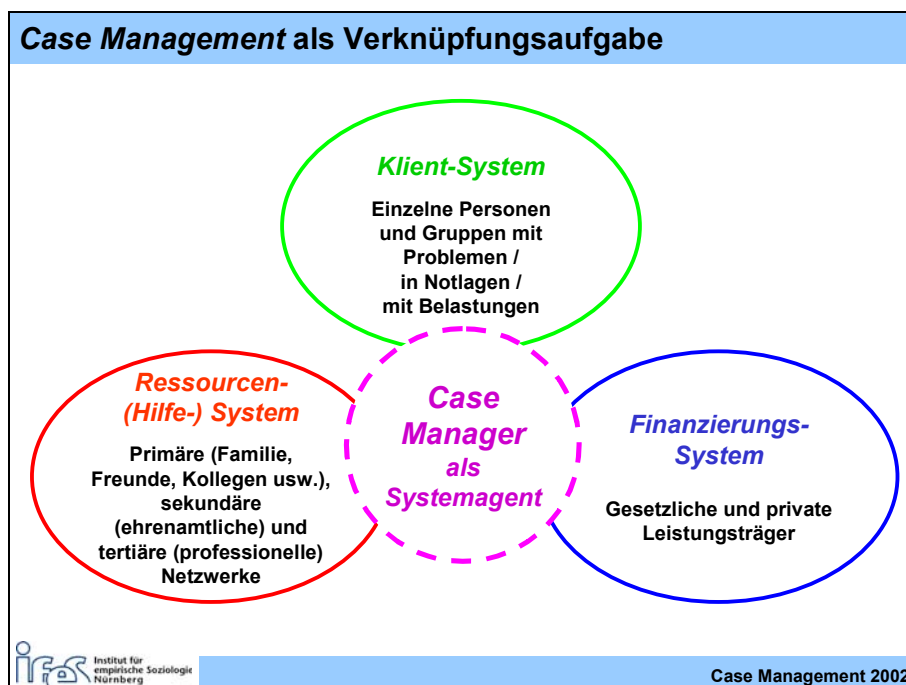 Case Management als Verknüpfungsaufgabe
Klient-System
Einzelne Personen
und Gruppen mit
Problemen /
in Notlagen /
mit Belastungen
Ressourcen-
(Hilfe-) System
Primäre (Familie,
Freunde, Kollegen usw.),
sekundäre
(ehrenamtliche) und
tertiäre (professionelle)
Netzwerke
Case
Manager
als
Systemagent
Finanzierungs-
System
Gesetzliche und private
Leistungsträger
ifes
Institut für
empirische Soziologie
Nürnberg
Case Management 2002